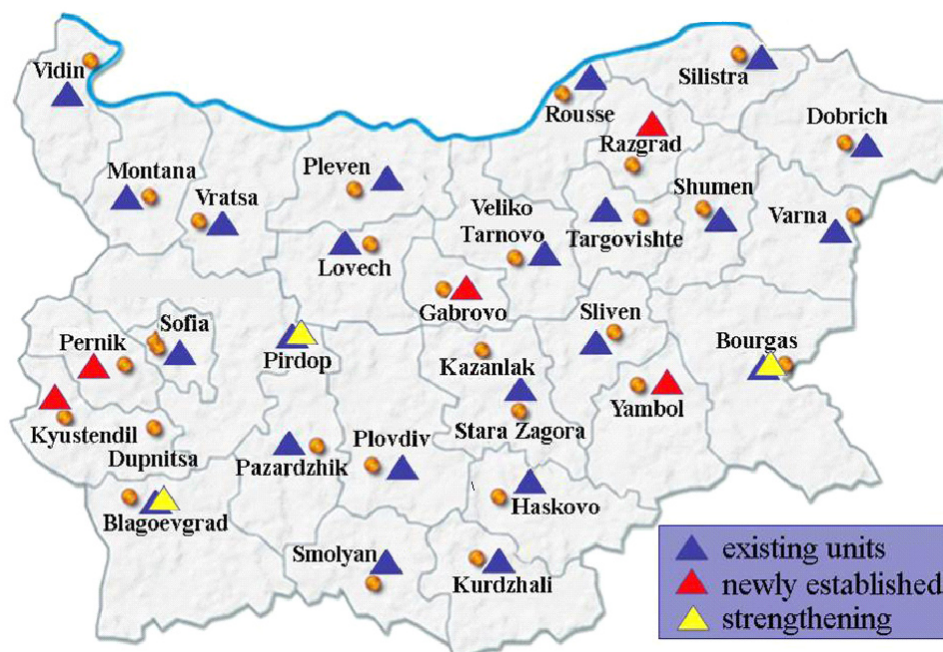 Vidin
Silistra
Rousse
Dobrich
Razgrad
Montana
Pleven
Vratsa
Shumen
Veliko
Tarnovo
Targovishte
Varna
Lovech
Gabrovo
Sliven
Sofia
Pernik
Pirdop
Bourgas
Kazanlak
Yambol
Kyustendil
Stara Zagora
Dupnitsa
Plovdiv
Pazardzhik
Haskovo
Blagoevgrad
Smolyan
Kurdzhali
existing units
newly established
strengthening